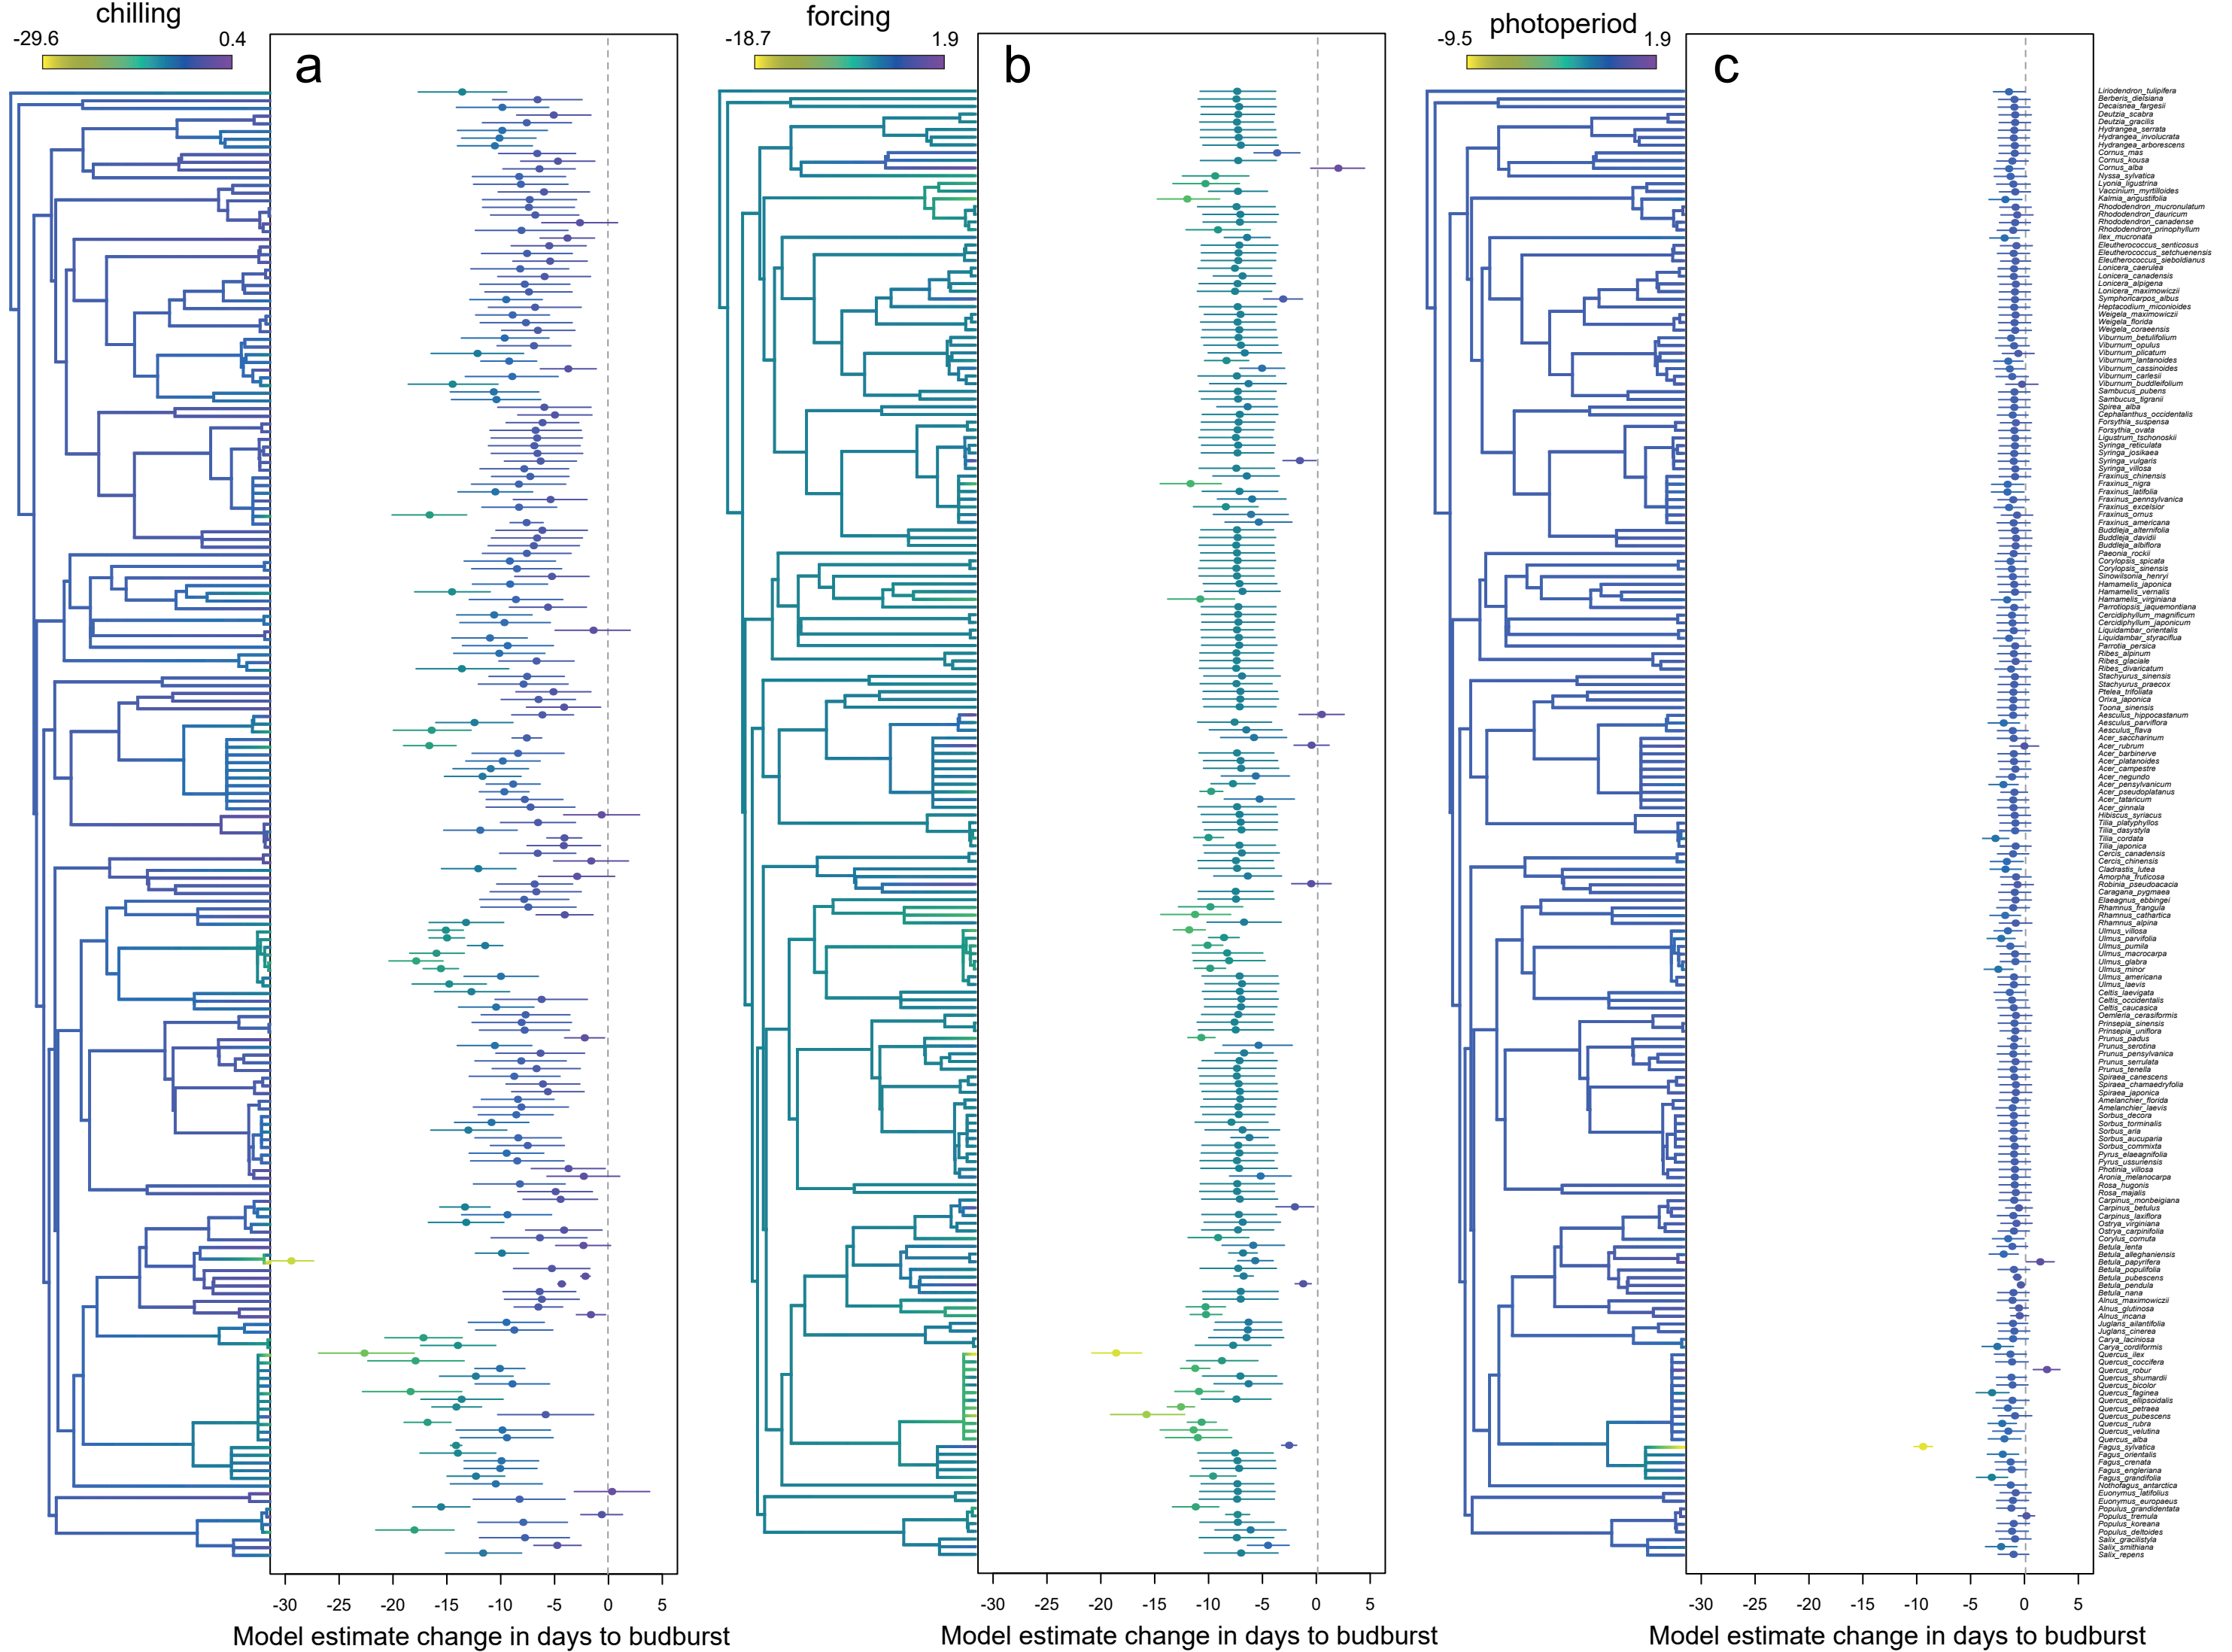 chilling
-29.6 0.4
a
forcing
-18.7 1.9
b
photoperiod
-9.5 1.9
c
Liriodendron_tulipifera
Berberis_dielsiana
Decaisnea_fargesii
Deutzia_scabra
Deutzia_gracilis
Hydrangea_serrata
Hydrangea_involucrata
Hydrangea_arborescens
Cornus_mas
Cornus_kousa
Cornus_alba
Nyssa_sylvatica
Lyonia_ligustrina
Vaccinium_myrtilloides
Kalmia_angustifolia
Rhododendron_mucronulatum
Rhododendron_dauricum
Rhododendron_canadense
Rhododendron_prinophyllum
Ilex_mucronata
Eleutherococcus_senticosus
Eleutherococcus_setchuenensis
Eleutherococcus_sieboldianus
Lonicera_caerulea
Lonicera_canadensis
Lonicera_alpigena
Lonicera_maximowiczii
Symphoricarpos_albus
Heptacodium_miconioides
Weigela_maximowiczii
Weigela_florida
Weigela_coraeensis
Viburnum_betulifolium
Viburnum_opulus
Viburnum_plicatum
Viburnum_lantanoides
Viburnum_cassinoides
Viburnum_carlesii
Viburnum_buddleifolium
Sambucus_pubens
Sambucus_tigranii
Spirea_alba
Cephalanthus_occidentalis
Forsythia_suspensa
Forsythia_ovata
Ligustrum_tschonoskii
Syringa_reticulata
Syringa_josikaea
Syringa_vulgaris
Syringa_villosa
Fraxinus_chinensis
Fraxinus_nigra
Fraxinus_latifolia
Fraxinus_pennsylvanica
Fraxinus_excelsior
Fraxinus_ornus
Fraxinus_americana
Buddleja_alternifolia
Buddleja_davidii
Buddleja_albiflora
Paeonia_rockii
Corylopsis_spicata
Corylopsis_sinensis
Sinowilsonia_henryi
Hamamelis_japonica
Hamamelis_vernalis
Hamamelis_virginiana
Parrotiopsis_jaquemontiana
Cercidiphyllum_magnificum
Cercidiphyllum_japonicum
Liquidambar_orientalis
Liquidambar_styraciflua
Parrotia_persica
Ribes_alpinum
Ribes_glaciale
Ribes_divaricatum
Stachyurus_sinensis
Stachyurus_praecox
Ptelea_trifoliata
Orixa_japonica
Toona_sinensis
Aesculus_hippocastanum
Aesculus_parviflora
Aesculus_flava
Acer_saccharinum
Acer_rubrum
Acer_barbinerve
Acer_platanoides
Acer_campestre
Acer_negundo
Acer_pensylvanicum
Acer_pseudoplatanus
Acer_tataricum
Acer_ginnala
Hibiscus_syriacus
Tilia_platyphyllos
Tilia_dasystyla
Tilia_cordata
Tilia_japonica
Cercis_canadensis
Cercis_chinensis
Cladrastis_lutea
Amorpha_fruticosa
Robinia_pseudoacacia
Caragana_pygmaea
Elaeagnus_ebbingei
Rhamnus_frangula
Rhamnus_cathartica
Rhamnus_alpina
Ulmus_villosa
Ulmus_parvifolia
Ulmus_pumila
Ulmus_macrocarpa
Ulmus_glabra
Ulmus_minor
Ulmus_americana
Ulmus_laevis
Celtis_laevigata
Celtis_occidentalis
Celtis_caucasica
Oemleria_cerasiformis
Prinsepia_sinensis
Prinsepia_uniflora
Prunus_padus
Prunus_serotina
Prunus_pensylvanica
Prunus_serrulata
Prunus_tenella
Spiraea_canescens
Spiraea_chamaedryfolia
Spiraea_japonica
Amelanchier_florida
Amelanchier_laevis
Sorbus_decora
Sorbus_torminalis
Sorbus_aria
Sorbus_aucuparia
Sorbus_commixta
Pyrus_elaeagnifolia
Pyrus_ussuriensis
Photinia_villosa
Aronia_melanocarpa
Rosa_hugonis
Rosa_majalis
Carpinus_monbeigiana
Carpinus_betulus
Carpinus_laxiflora
Ostrya_virginiana
Ostrya_carpinifolia
Corylus_cornuta
Betula_lenta
Betula_alleghaniensis
Betula_papyrifera
Betula_populifolia
Betula_pubescens
Betula_pendula
Betula_nana
Alnus_maximowiczii
Alnus_glutinosa
Alnus_incana
Juglans_ailantifolia
Juglans_cinerea
Carya_laciniosa
Carya_cordiformis
Quercus_ilex
Quercus_coccifera
Quercus_robur
Quercus_shumardii
Quercus_bicolor
Quercus_faginea
Quercus_ellipsoidalis
Quercus_petraea
Quercus_pubescens
Quercus_rubra
Quercus_velutina
Quercus_alba
Fagus_sylvatica
Fagus_orientalis
Fagus_crenata
Fagus_engleriana
Fagus_grandifolia
Nothofagus_antarctica
Euonymus_latifolius
Euonymus_europaeus
Populus_grandidentata
Populus_tremula
Populus_koreana
Populus_deltoides
Salix_gracilistyla
Salix_smithiana
Salix_repens
-30 -25 -20 -15 -10 -5 0 5
Model estimate change in days to budburst
-30 -25 -20 -15 -10 -5 0 5
Model estimate change in days to budburst
-30 -25 -20 -15 -10 -5 0 5
Model estimate change in days to budburst